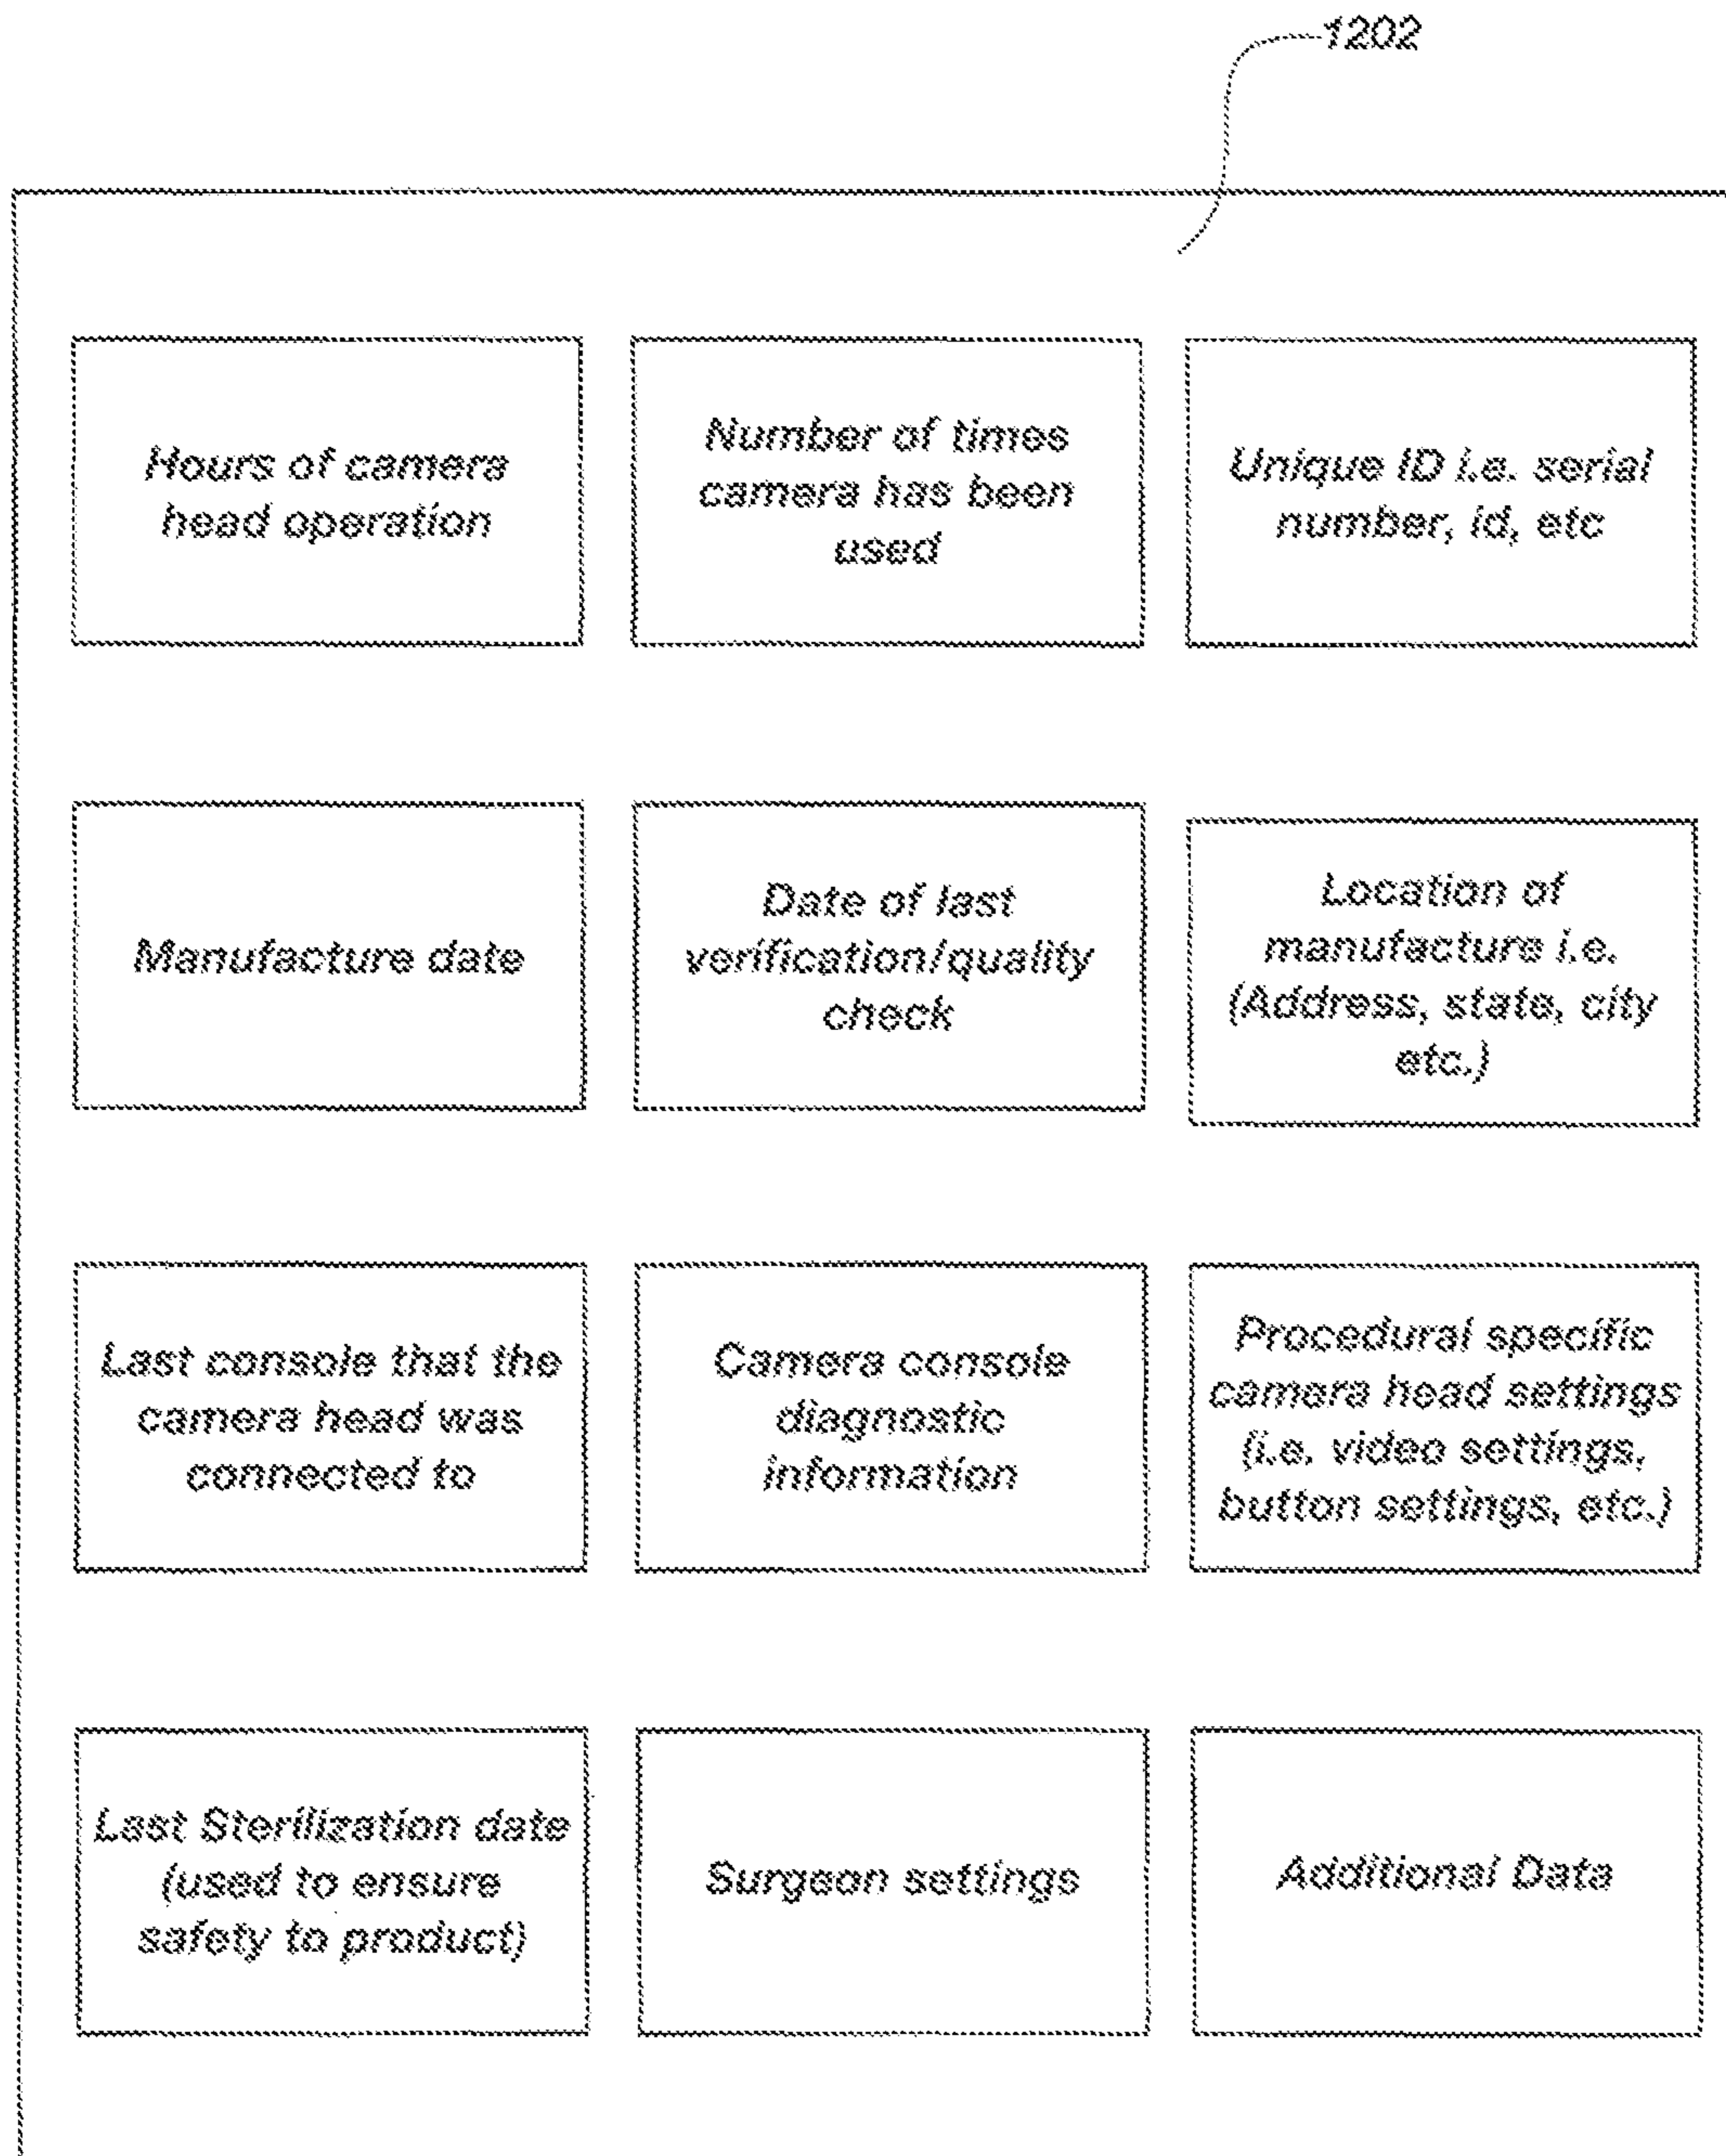 1202
Hours of camera
head operation
Number of times
camera has been
used
Unique ID i.e. serial
number, id, etc
Manufacture date
Date of last
verification/quality
check
Location of
manufacture i.e.
(Address, state, city
etc.)
Last console that the
camera head was
connected to
Camera console
diagnostic
information
Procedural specific
camera head settings
(i.e. video settings,
button settings, etc.)
Last Sterilization date
(used to ensure
safety to product)
Surgeon settings
Additional Data